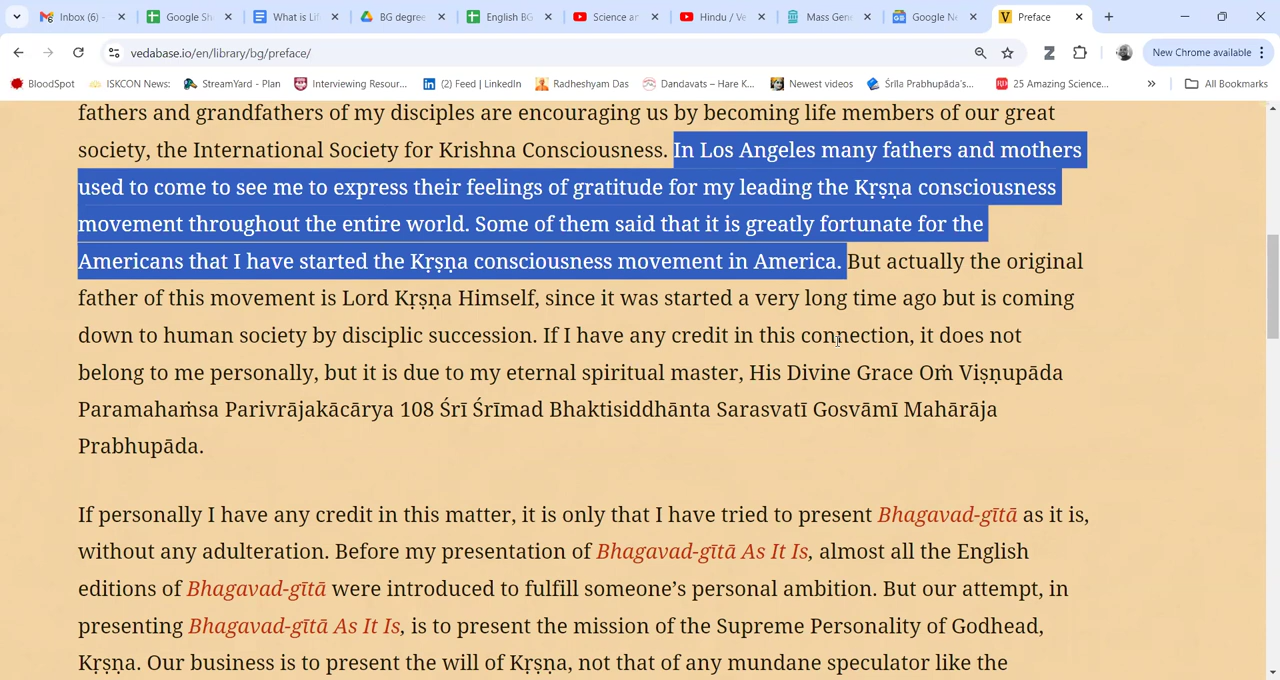 Inbox (6) -
Google Sh
What is Lif
BG degree
English BG
Science ar
Hindu / Ve
Mass Gen
Google Ne
Preface
vedabase.io/en/library/bg/preface/
New Chrome available
BloodSpot
ISKCON News:
StreamYard - Plan
Interviewing Resour...
(2) Feed | LinkedIn
Radheshyam Das
Dandavats – Hare K...
Newest videos
Śrīla Prabhupāda's...
25 Amazing Science...
»
All Bookmarks
fathers and grandfathers of my disciples are encouraging us by becoming life members of our great
society, the International Society for Krishna Consciousness. In Los Angeles many fathers and mothers
used to come to see me to express their feelings of gratitude for my leading the Kṛṣṇa consciousness
movement throughout the entire world. Some of them said that it is greatly fortunate for the
Americans that I have started the Kṛṣṇa consciousness movement in America. But actually the original
father of this movement is Lord Kṛṣṇa Himself, since it was started a very long time ago but is coming
down to human society by disciplic succession. If I have any credit in this connection, it does not
belong to me personally, but it is due to my eternal spiritual master, His Divine Grace Oṁ Viṣṇupāda
Paramahaṁsa Parivrājakācārya 108 Śrī Śrīmad Bhaktisiddhānta Sarasvatī Gosvāmī Mahārāja
Prabhupāda.
If personally I have any credit in this matter, it is only that I have tried to present Bhagavad-gītā as it is,
without any adulteration. Before my presentation of Bhagavad-gītā As It Is, almost all the English
editions of Bhagavad-gītā were introduced to fulfill someone’s personal ambition. But our attempt, in
presenting Bhagavad-gītā As It Is, is to present the mission of the Supreme Personality of Godhead,
Kṛṣṇa. Our business is to present the will of Kṛṣṇa, not that of any mundane speculator like the